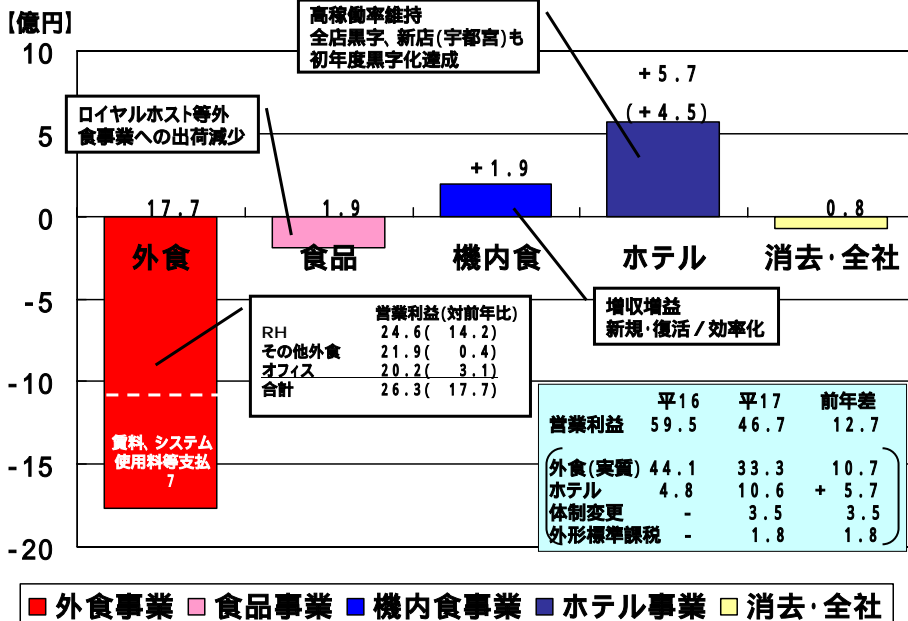 【億円】
高稼働率維持
全店黒字、新店(宇都宮)も
初年度黒字化達成
10
+5.7
(+4.5)
ロイヤルホスト等外
食事業への出荷減少
5
+1.9
17.7
1.9
0.8
0
外食
食品
機内食
ホテル
消去・全社
-5
営業利益(対前年比)
RH 24.6( 14.2)
その他外食 21.9( 0.4)
オフィス 20.2( 3.1)
合計 26.3( 17.7)
増収増益
新規・復活/効率化
-10
賃料、システム
使用料等支払
7
-15
-20
平16 平17 前年差
営業利益 59.5 46.7 12.7
外食(実質) 44.1 33.3 10.7
ホテル 4.8 10.6 + 5.7
体制変更 - 3.5 3.5
外形標準課税 - 1.8 1.8
外食事業 食品事業 機内食事業 ホテル事業 消去・全社